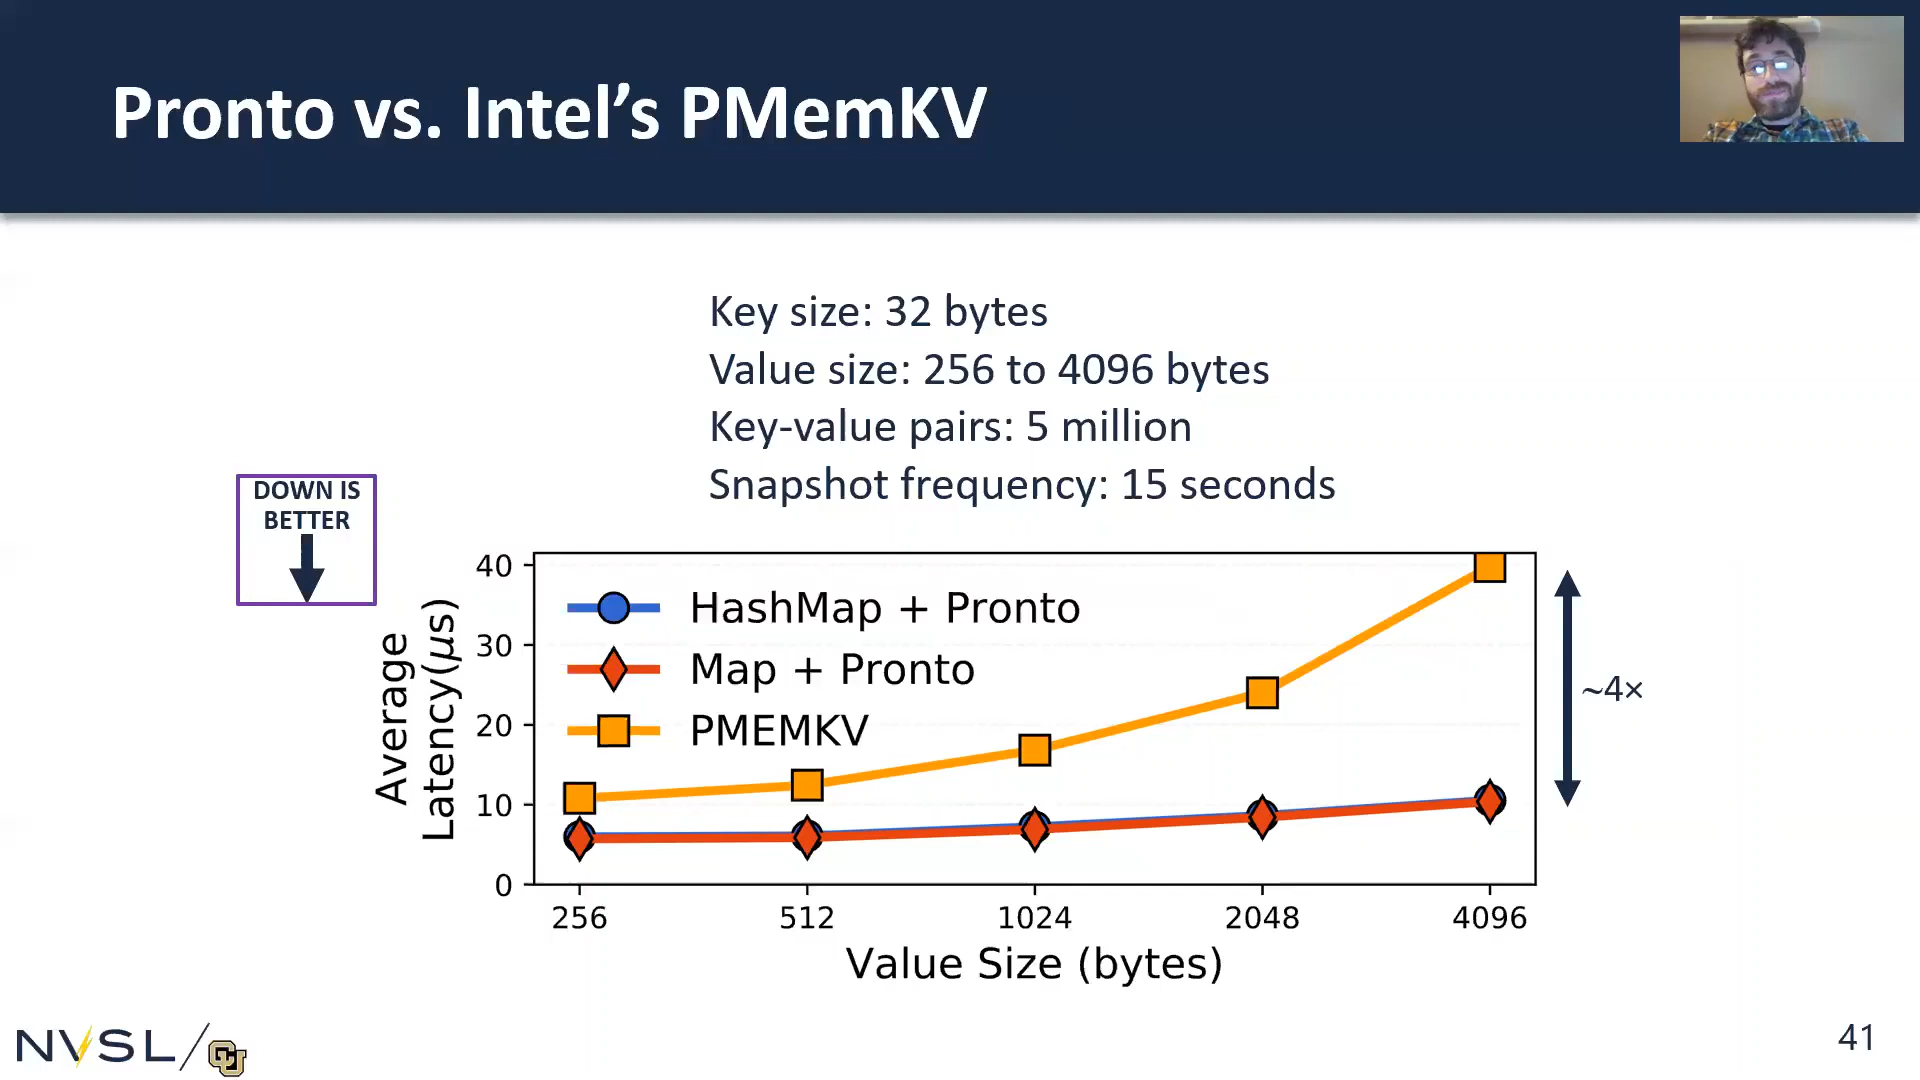 Pronto vs. Intel’s PMemKV
Key size: 32 bytes
Value size: 256 to 4096 bytes
Key-value pairs: 5 million
Snapshot frequency: 15 seconds
DOWN IS
BETTER
Average
Latency(μs)
40
30
20
10
0
HashMap + Pronto
Map + Pronto
PMEMKV
~4×
256 512 1024 2048 4096
Value Size (bytes)
NVSL
CU
41